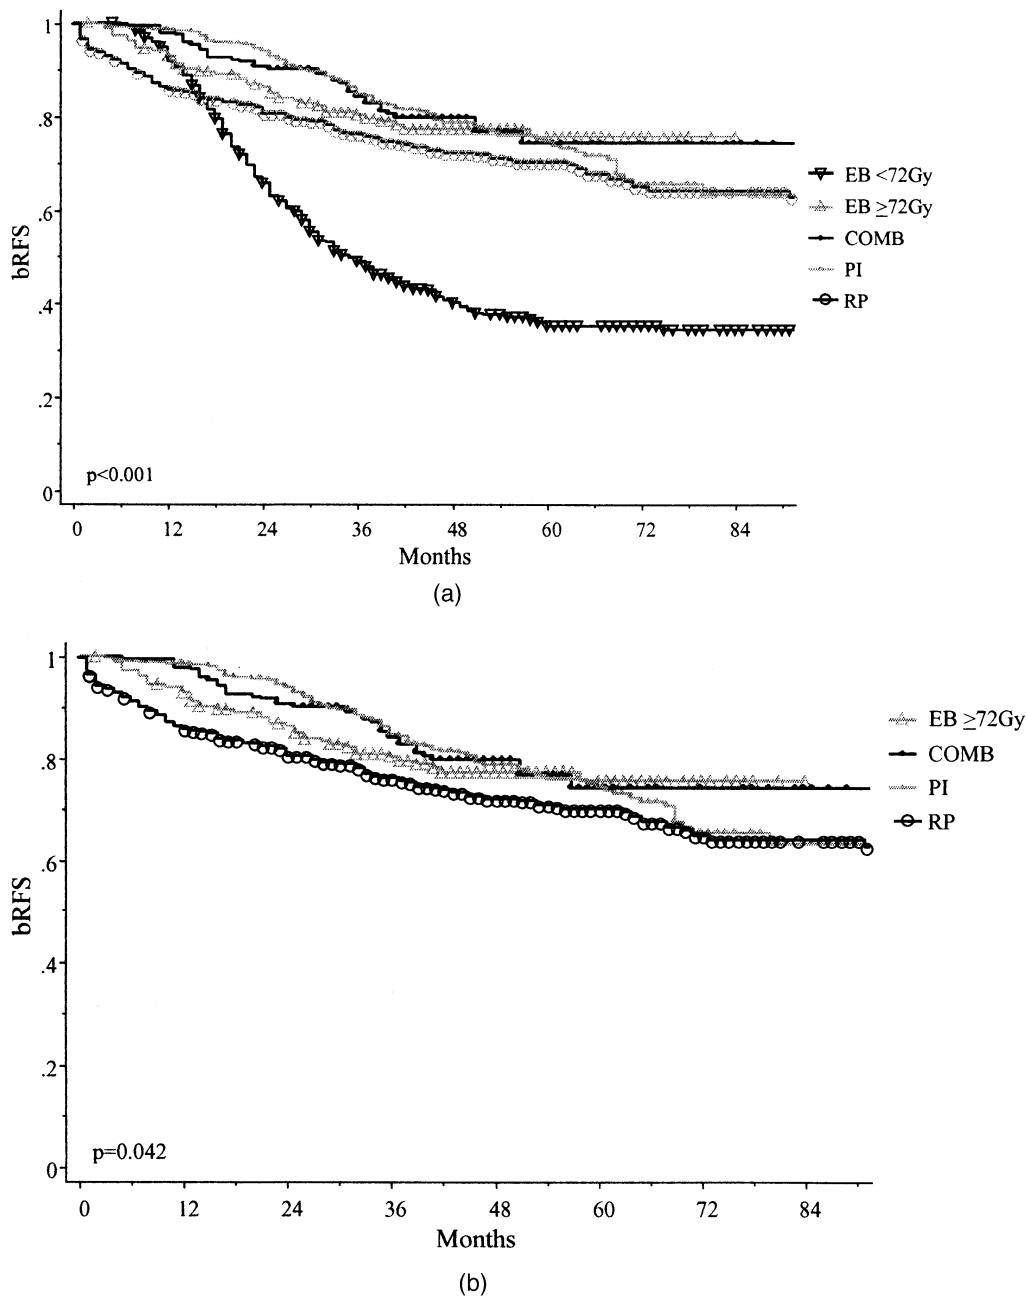 1
.8
.6
.4
.2
0
bRFS
EB <72Gy
EB ≥72Gy
COMB
PI
RP
p<0.001
0 12 24 36 48 60 72 84
Months
(a)
1
.8
.6
.4
.2
0
bRFS
EB ≥72Gy
COMB
PI
RP
p=0.042
0 12 24 36 48 60 72 84
Months
(b)